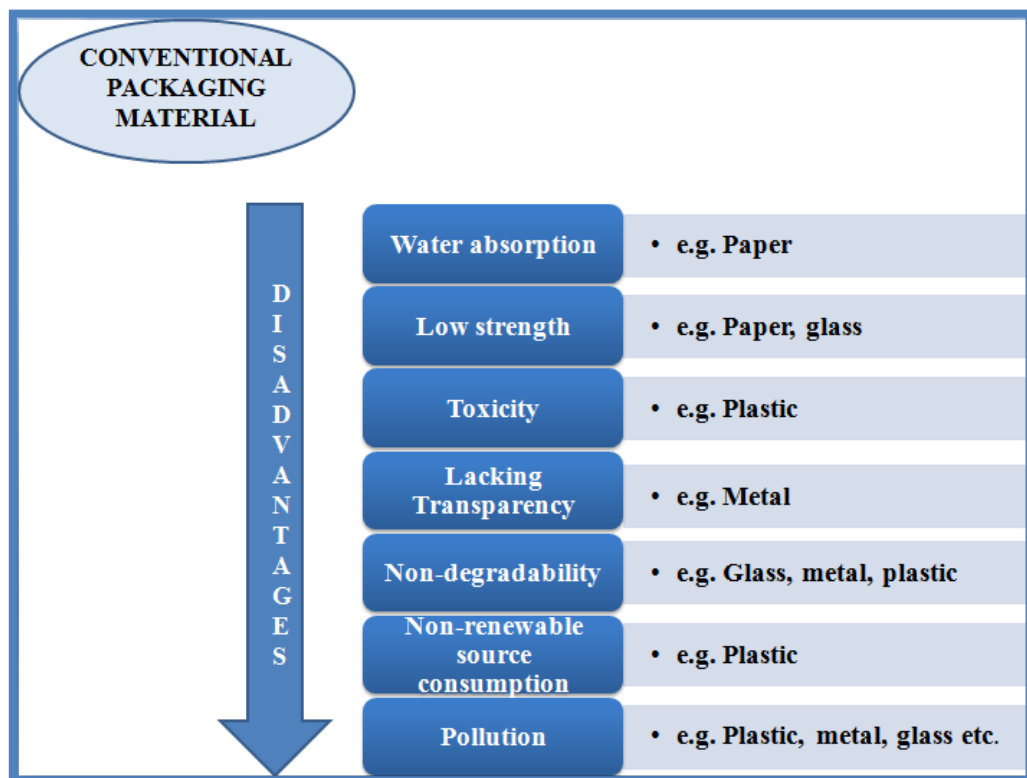 CONVENTIONAL
PACKAGING
MATERIAL
DISADVANTAGES
Water absorption
• e.g. Paper
Low strength
• e.g. Paper, glass
Toxicity
• e.g. Plastic
Lacking
Transparency
• e.g. Metal
Non-degradability
• e.g. Glass, metal, plastic
Non-renewable
source
consumption
• e.g. Plastic
Pollution
• e.g. Plastic, metal, glass etc.